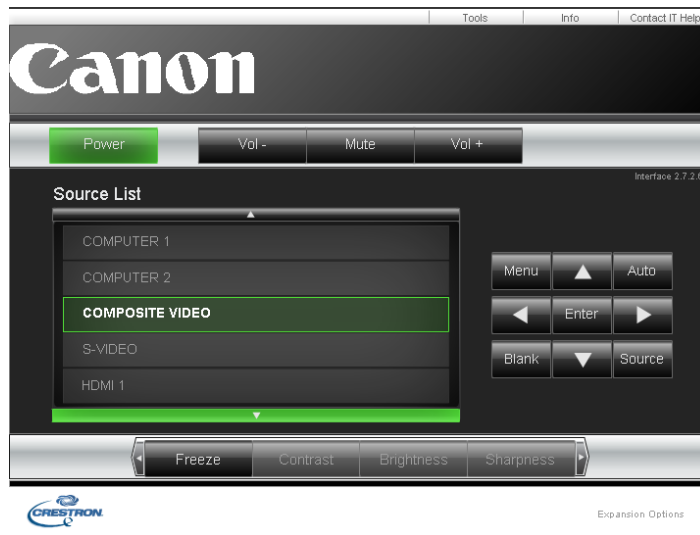 Tools Info Contact IT Help
Canon
Power Vol - Mute Vol +
Interface 2.7.2.
Source List
COMPUTER 1
COMPUTER 2
COMPOSITE VIDEO
S-VIDEO
HDMI 1
Menu Auto
Enter
Blank Source
Freeze Contrast Brightness Sharpness
CRESTRON
Expansion Options